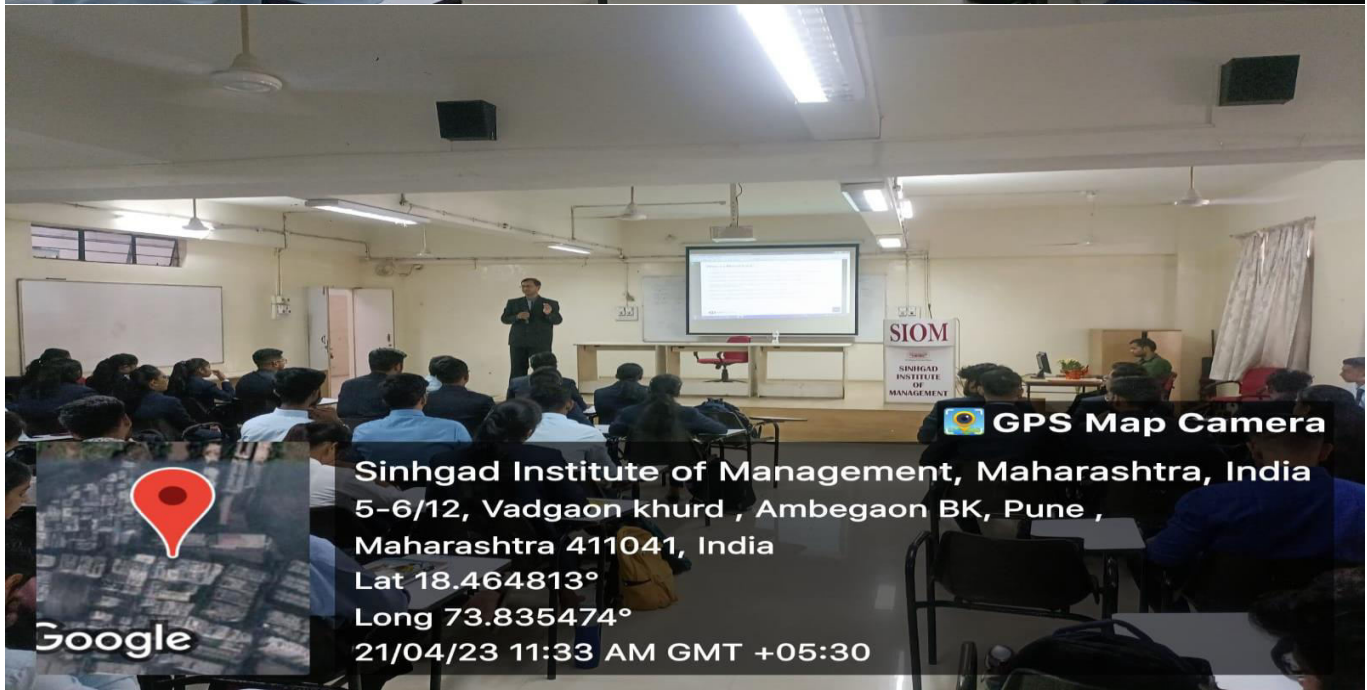 SIOM
SINHGAD
INSTITUTE
OF
MANAGEMENT
GPS Map Camera
Sinhgad Institute of Management, Maharashtra, India
5-6/12, Vadgaon khurd , Ambegaon BK, Pune ,
Maharashtra 411041, India
Lat 18.464813°
Long 73.835474°
21/04/23 11:33 AM GMT +05:30
Google